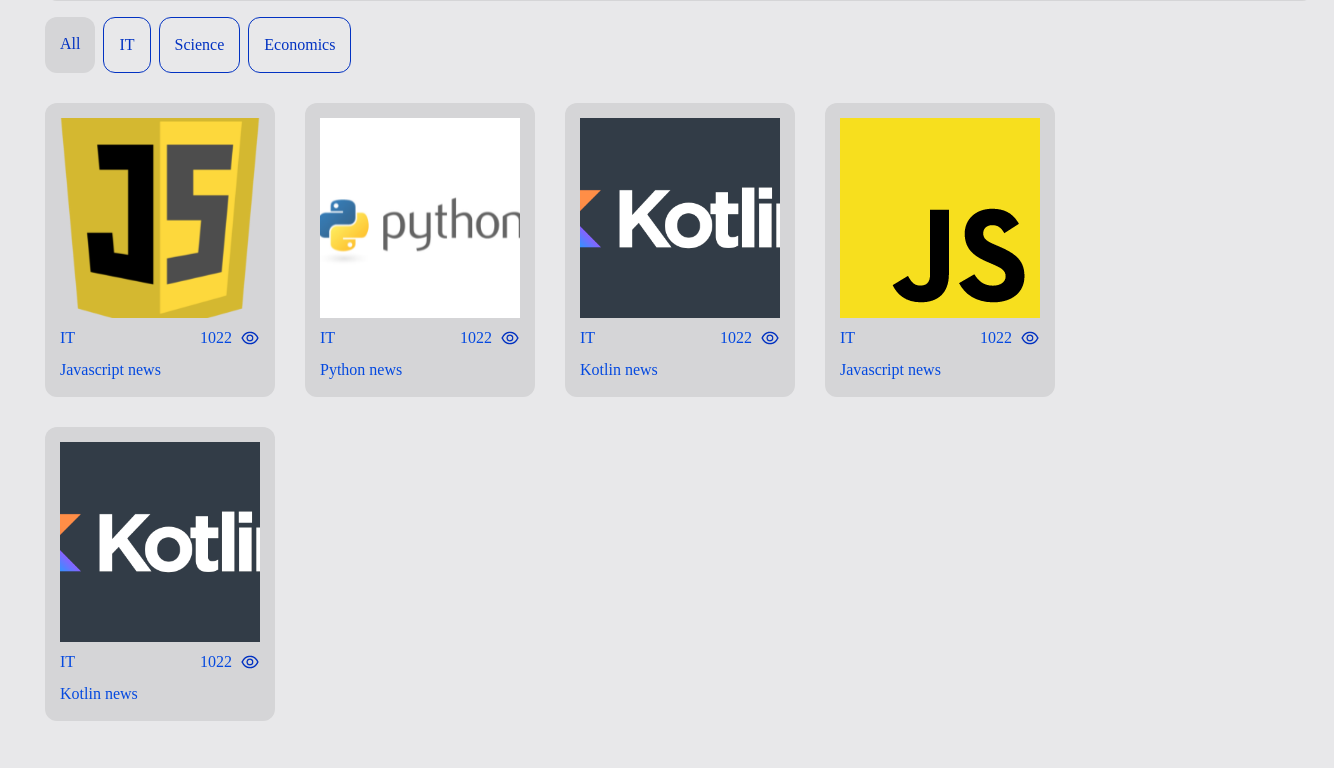 All IT Science Economics
JS
python
Kotlin
JS
IT 1022 IT 1022 IT 1022 IT 1022
Javascript news Python news Kotlin news Javascript news
Kotlin
IT 1022
Kotlin news